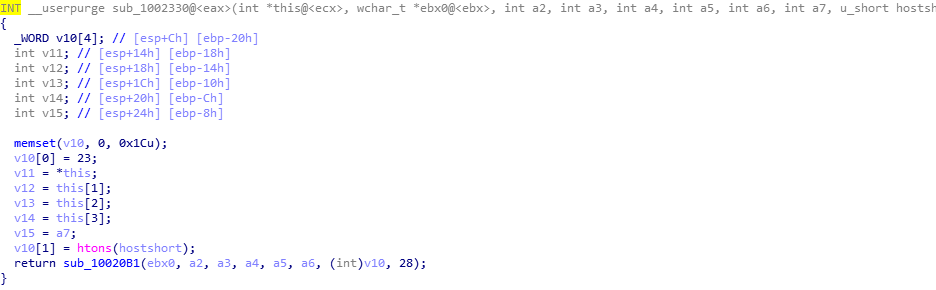 INT __userpurge sub_1002330@<eax>(int *this@<ecx>, wchar_t *ebx0@<ebx>, int a2, int a3, int a4, int a5, int a6, int a7, u_short hostsh
{
  _WORD v10[4]; // [esp+Ch] [ebp-20h]
  int v11; // [esp+14h] [ebp-18h]
  int v12; // [esp+18h] [ebp-14h]
  int v13; // [esp+1Ch] [ebp-10h]
  int v14; // [esp+20h] [ebp-Ch]
  int v15; // [esp+24h] [ebp-8h]

  memset(v10, 0, 0x1Cu);
  v10[0] = 23;
  v11 = *this;
  v12 = this[1];
  v13 = this[2];
  v14 = this[3];
  v15 = a7;
  v10[1] = htons(hostshort);
  return sub_10020B1(ebx0, a2, a3, a4, a5, a6, (int)v10, 28);
}